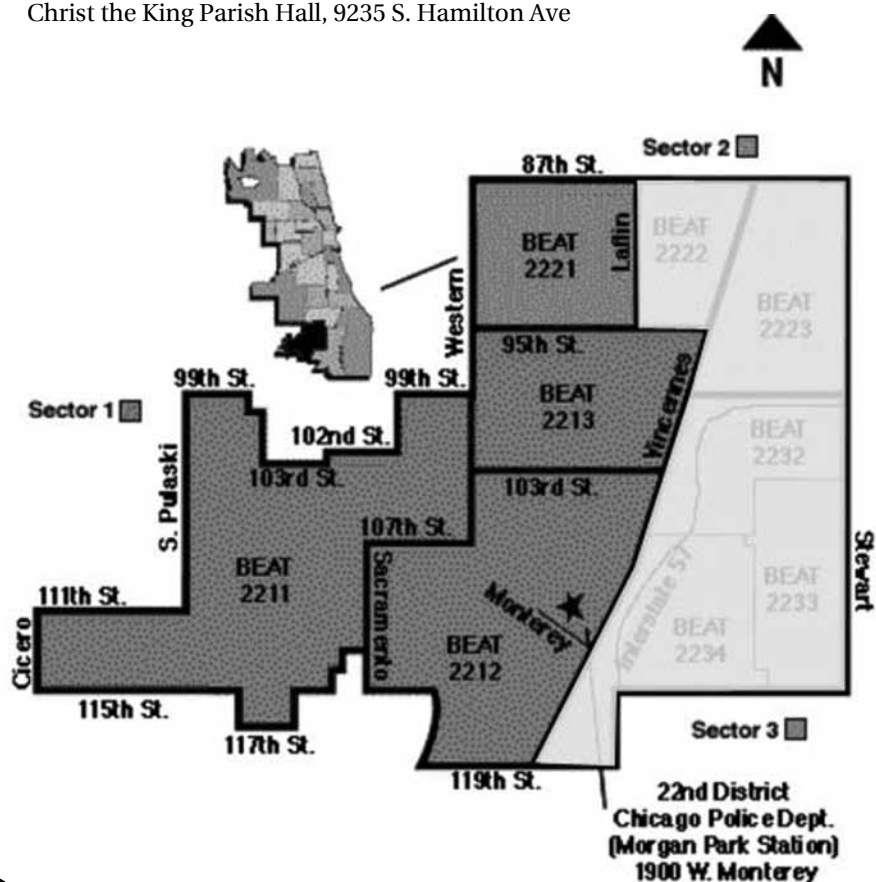 Christ the King Parish Hall, 9235 S. Hamilton Ave
N
Sector 2
87th St.
BEAT
2221
Laflin
BEAT
2222
BEAT
2223
Western
95th St.
99th St.
99th St.
Sector 1
BEAT
2213
Vincennes
102nd St.
BEAT
2232
103rd St.
103rd St.
S. Pulaski
107th St.
Stewart
BEAT
2211
Sacramento
Interstate 57
BEAT
2233
111th St.
Monterey
BEAT
2234
Cicero
BEAT
2212
115th St.
117th St.
Sector 3
119th St.
22nd District
Chicago Police Dept.
(Morgan Park Station)
1900 W. Monterey